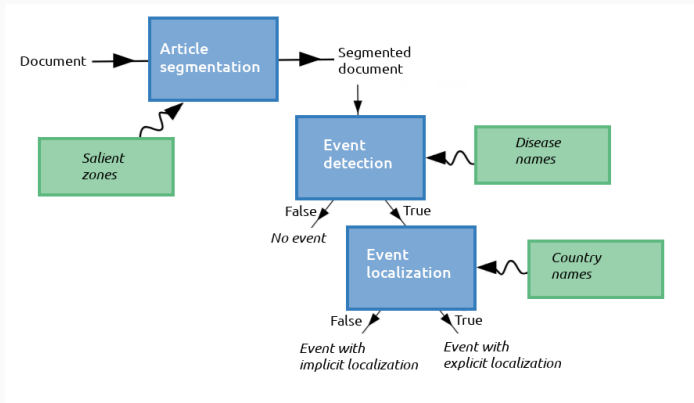 Document
Article
segmentation
Segmented
document
Salient
zones
Event
detection
Disease
names
False
True
No event
Event
localization
Country
names
False
True
Event with
implicit localization
Event with
explicit localization